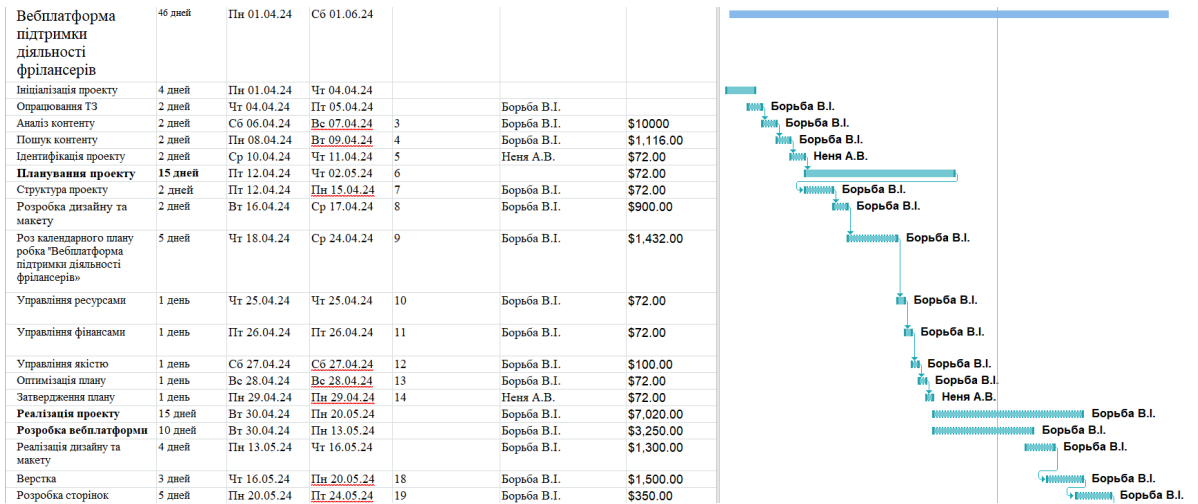 Вебплатформа 46 дней Пн 01.04.24 Сб 01.06.24
підтримки
діяльності
фрілансерів
Ініціалізація проекту 4 дней Пн 01.04.24 Чт 04.04.24
Опрацювання ТЗ 2 дней Чт 04.04.24 Пт 05.04.24 Борьба В.І. Борьба В.І.
Аналіз контенту 2 дней Сб 06.04.24 Вс 07.04.24 3 Борьба В.І. $10000 Борьба В.І.
Пошук контенту 2 дней Пн 08.04.24 Вт 09.04.24 4 Борьба В.І. $1,116.00 Борьба В.І.
Ідентифікація проекту 2 дней Ср 10.04.24 Чт 11.04.24 5 Неня А.В. $72.00 Неня А.В.
Планування проекту 15 дней Пт 12.04.24 Чт 02.05.24 6 $72.00
Структура проекту 2 дней Пт 12.04.24 Пн 15.04.24 7 Борьба В.І. $72.00 Борьба В.І.
Розробка дизайну та 2 дней Вт 16.04.24 Ср 17.04.24 8 Борьба В.І. $900.00 Борьба В.І.
макету
Роз календарного плану 5 дней Чт 18.04.24 Ср 24.04.24 9 Борьба В.І. $1,432.00 Борьба В.І.
робка "Вебплатформа
підтримки діяльності
фрілансерів»
Управління ресурсами 1 день Чт 25.04.24 Чт 25.04.24 10 Борьба В.І. $72.00 Борьба В.І.
Управління фінансами 1 день Пт 26.04.24 Пт 26.04.24 11 Борьба В.І. $72.00 Борьба В.І.
Управління якістю 1 день Сб 27.04.24 Сб 27.04.24 12 Борьба В.І. $100.00 Борьба В.І.
Оптимізація плану 1 день Вс 28.04.24 Вс 28.04.24 13 Борьба В.І. $72.00 Борьба В.І.
Затвердження плану 1 день Пн 29.04.24 Пн 29.04.24 14 Неня А.В. $72.00 Неня А.В.
Реалізація проекту 15 дней Вт 30.04.24 Пн 20.05.24 Борьба В.І. $7,020.00 Борьба В.І.
Розробка вебплатформи 10 дней Вт 30.04.24 Пн 13.05.24 Борьба В.І. $3,250.00 Борьба В.І.
Реалізація дизайну та 4 дней Пн 13.05.24 Чт 16.05.24 Борьба В.І. $1,300.00 Борьба В.І.
макету
Верстка 3 дней Чт 16.05.24 Пн 20.05.24 18 Борьба В.І. $1,500.00 Борьба В.І.
Розробка сторінок 5 дней Пн 20.05.24 Пт 24.05.24 19 Борьба В.І. $350.00 Борьба В.І.